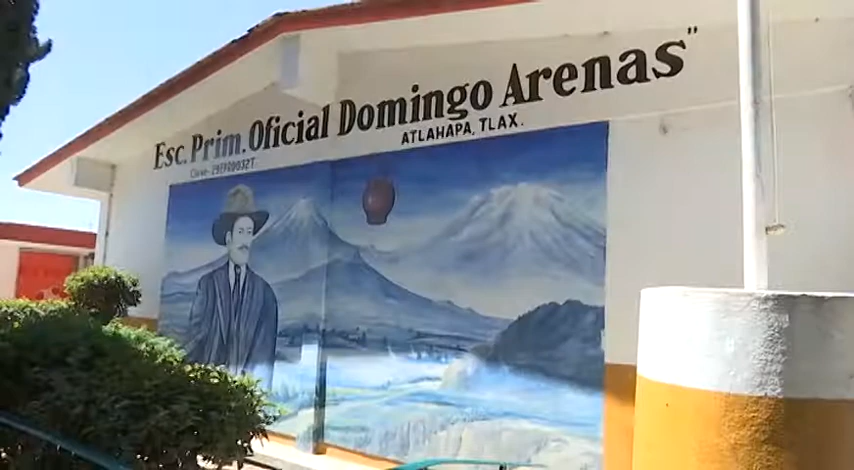 Esc. Prim. Oficial Domingo Arenas"
ATLAHAPA, TLAX.